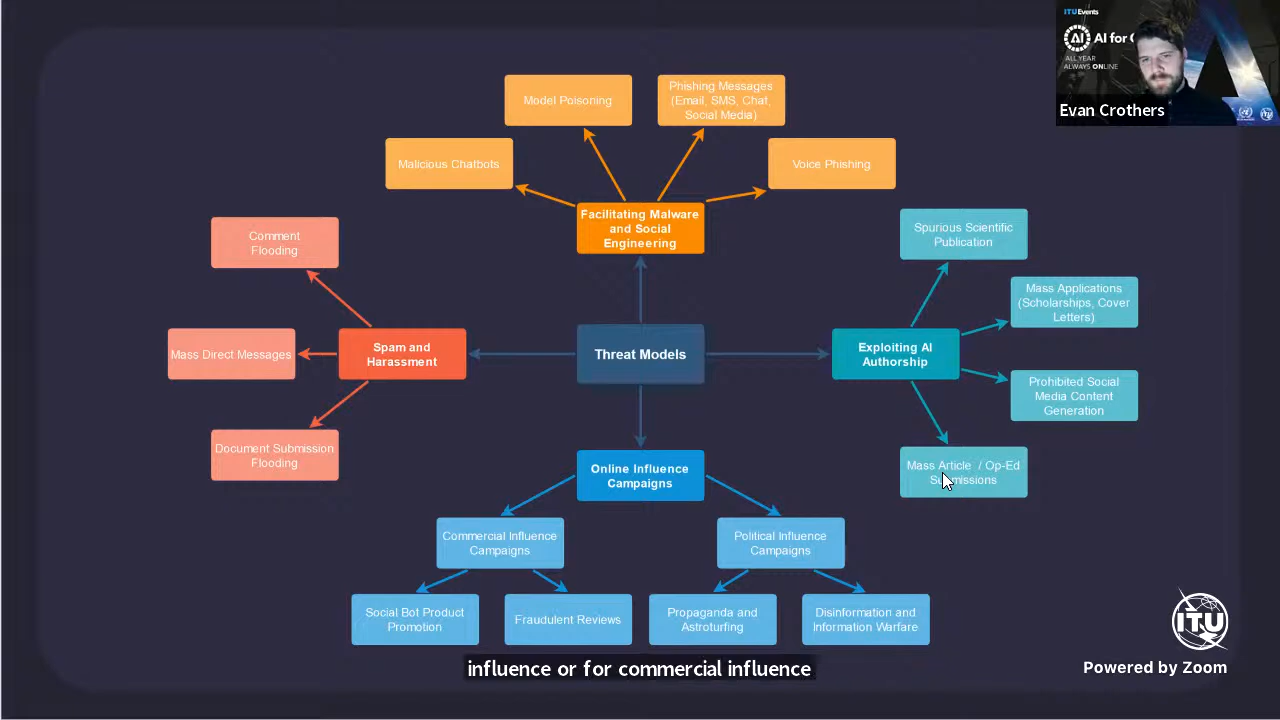 ITUEvents
AI
AI for
ALL YEAR
ALWAYS ONLINE
Evan Crothers
Model Poisoning
Phishing Messages
(Email, SMS, Chat,
Social Media)
Malicious Chatbots
Voice Phishing
Facilitating Malware
and Social
Engineering
Comment
Flooding
Spurious Scientific
Publication
Mass Applications
(Scholarships, Cover
Letters)
Mass Direct Messages
Spam and
Harassment
Threat Models
Exploiting AI
Authorship
Prohibited Social
Media Content
Generation
Document Submission
Flooding
Online Influence
Campaigns
Mass Article / Op-Ed
Submissions
Commercial Influence
Campaigns
Political Influence
Campaigns
Social Bot Product
Promotion
Fraudulent Reviews
Propaganda and
Astroturfing
Disinformation and
Information Warfare
ITU
influence or for commercial influence
Powered by Zoom